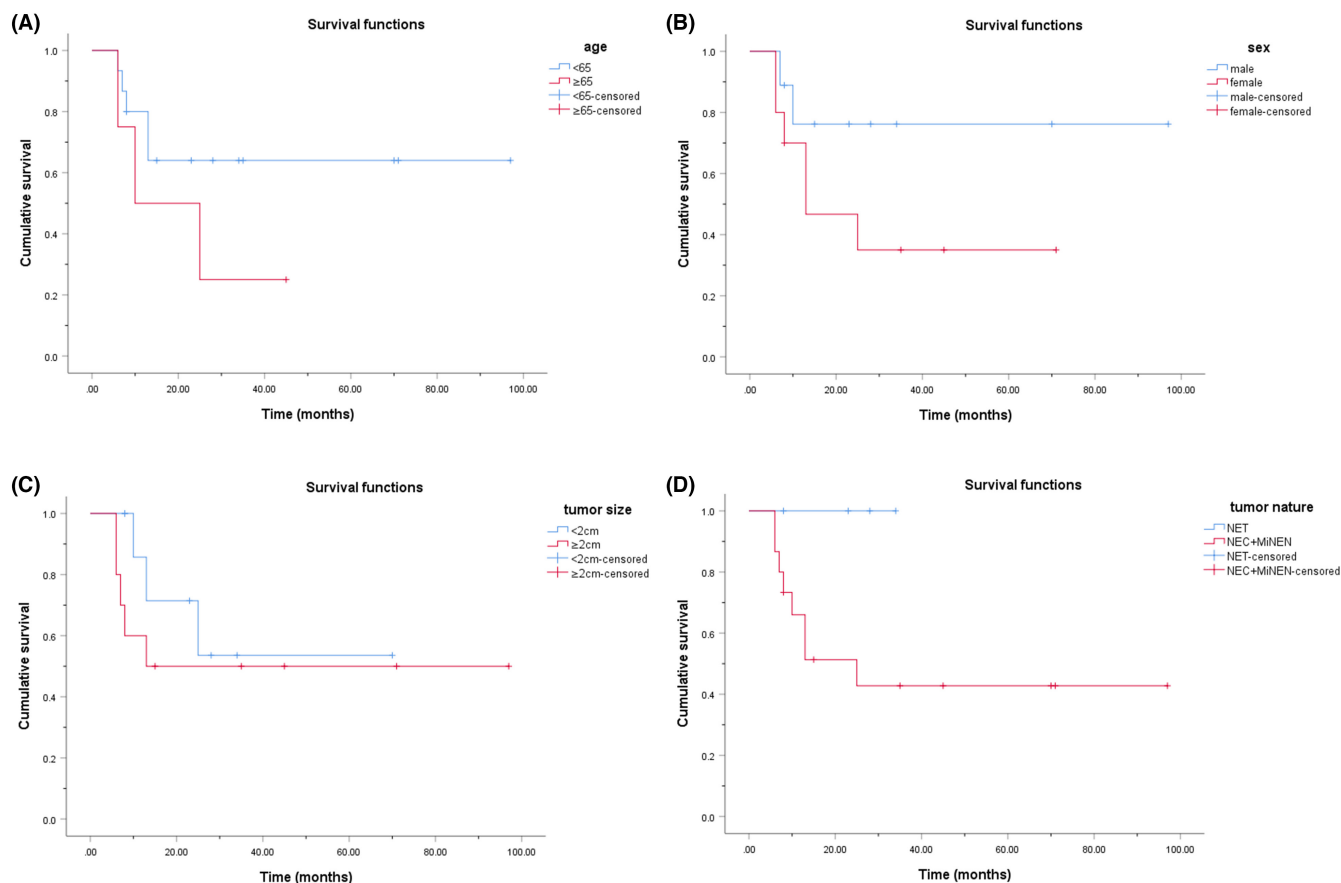 (A)
Survival functions
age
<65
≥65
<65-censored
≥65-censored
Cumulative survival
1.0
0.8
0.6
0.4
0.2
0.0
.00 20.00 40.00 60.00 80.00 100.00
Time (months)
(B)
Survival functions
sex
male
female
male-censored
female-censored
Cumulative survival
1.0
0.8
0.6
0.4
0.2
0.0
.00 20.00 40.00 60.00 80.00 100.00
Time (months)
(C)
Survival functions
tumor size
<2cm
≥2cm
<2cm-censored
≥2cm-censored
Cumulative survival
1.0
0.8
0.6
0.4
0.2
0.0
.00 20.00 40.00 60.00 80.00 100.00
Time (months)
(D)
Survival functions
tumor nature
NET
NEC+MiNEN
NET-censored
NEC+MiNEN-censored
Cumulative survival
1.0
0.8
0.6
0.4
0.2
0.0
.00 20.00 40.00 60.00 80.00 100.00
Time (months)